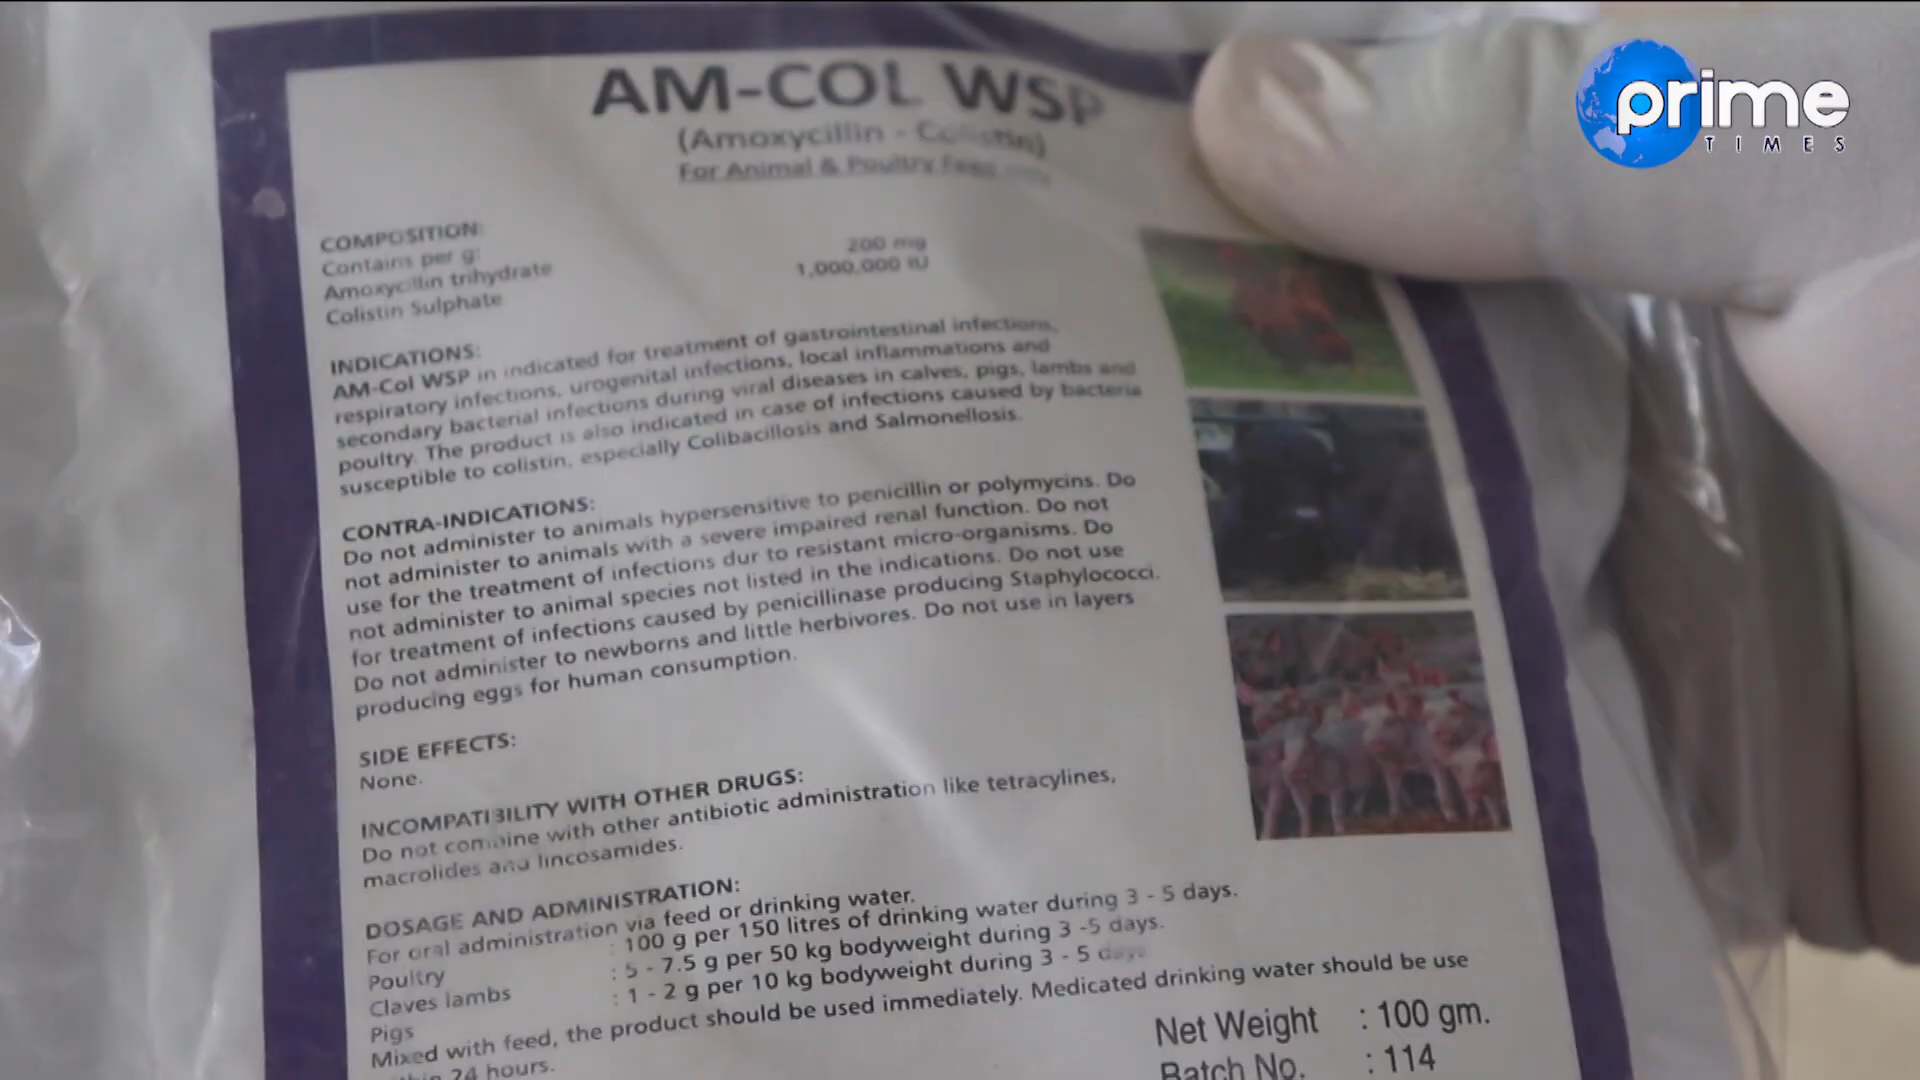 prime
TIMES
AM-COL WSP
(Amoxycillin - Colistin)
For Animal & Poultry Feed
COMPOSITION:
Contains per g:
Amoxycillin trihydrate 200 mg
Colistin Sulphate 1,000,000 IU
INDICATIONS:
AM-Col WSP in indicated for treatment of gastrointestinal infections,
respiratory infections, urogenital infections, local inflammations and
secondary bacterial infections during viral diseases in calves, pigs, lambs and
poultry. The product is also indicated in case of infections caused by bacteria
susceptible to colistin, especially Colibacillosis and Salmonellosis.
CONTRA-INDICATIONS:
Do not administer to animals hypersensitive to penicillin or polymycins. Do
not administer to animals with a severe impaired renal function. Do not
use for the treatment of infections dur to resistant micro-organisms. Do
not administer to animal species not listed in the indications. Do not use
for treatment of infections caused by penicillinase producing Staphylococci.
Do not administer to newborns and little herbivores. Do not use in layers
producing eggs for human consumption.
SIDE EFFECTS:
None.
INCOMPATIBILITY WITH OTHER DRUGS:
Do not combine with other antibiotic administration like tetracylines,
macrolides and lincosamides.
DOSAGE AND ADMINISTRATION:
For oral administration via feed or drinking water.
Poultry : 100 g per 150 litres of drinking water during 3 - 5 days.
Claves lambs : 5 - 7.5 g per 50 kg bodyweight during 3 -5 days.
Pigs : 1 - 2 g per 10 kg bodyweight during 3 - 5 days
Mixed with feed, the product should be used immediately. Medicated drinking water should be use
24 hours.
Net Weight : 100 gm.
Batch No. : 114